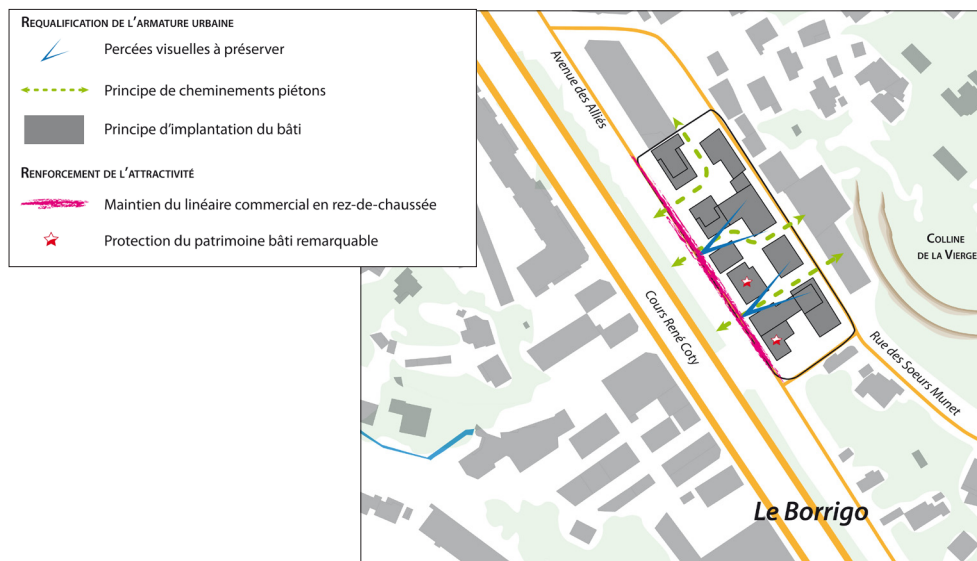 REQUALIFICATION DE L'ARMATURE URBAINE
Percées visuelles à préserver
Principe de cheminements piétons
Principe d'implantation du bâti
RENFORCEMENT DE L'ATTRACTIVITÉ
Maintien du linéaire commercial en rez-de-chaussée
Protection du patrimoine bâti remarquable
Avenue des Alliés
COLLINE
DE LA VIERGE
Cours René Coty
Rue des Soeurs Munet
Le Borrigo